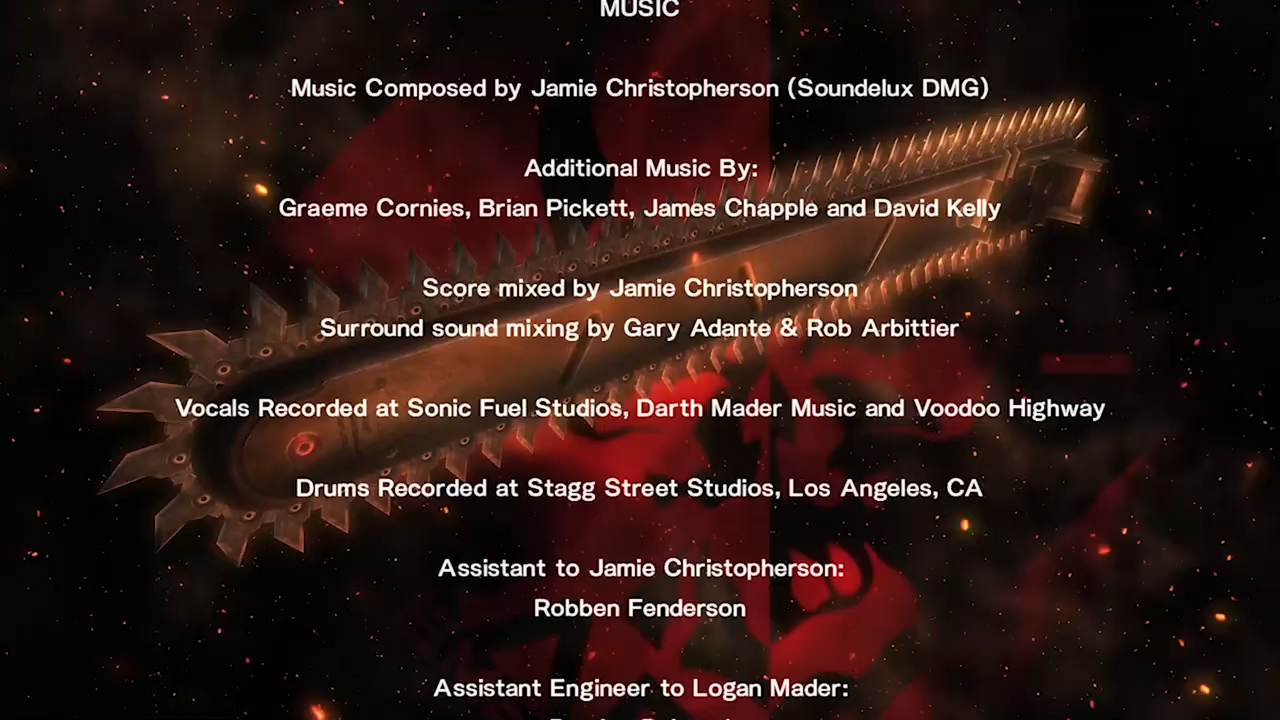 MUSIC
Music Composed by Jamie Christopherson (Soundelux DMG)
Additional Music By:
Graeme Cornies, Brian Pickett, James Chapple and David Kelly
Score mixed by Jamie Christopherson
Surround sound mixing by Gary Adante & Rob Arbittier
Vocals Recorded at Sonic Fuel Studios, Darth Mader Music and Voodoo Highway
Drums Recorded at Stagg Street Studios, Los Angeles, CA
Assistant to Jamie Christopherson:
Robben Fenderson
Assistant Engineer to Logan Mader: